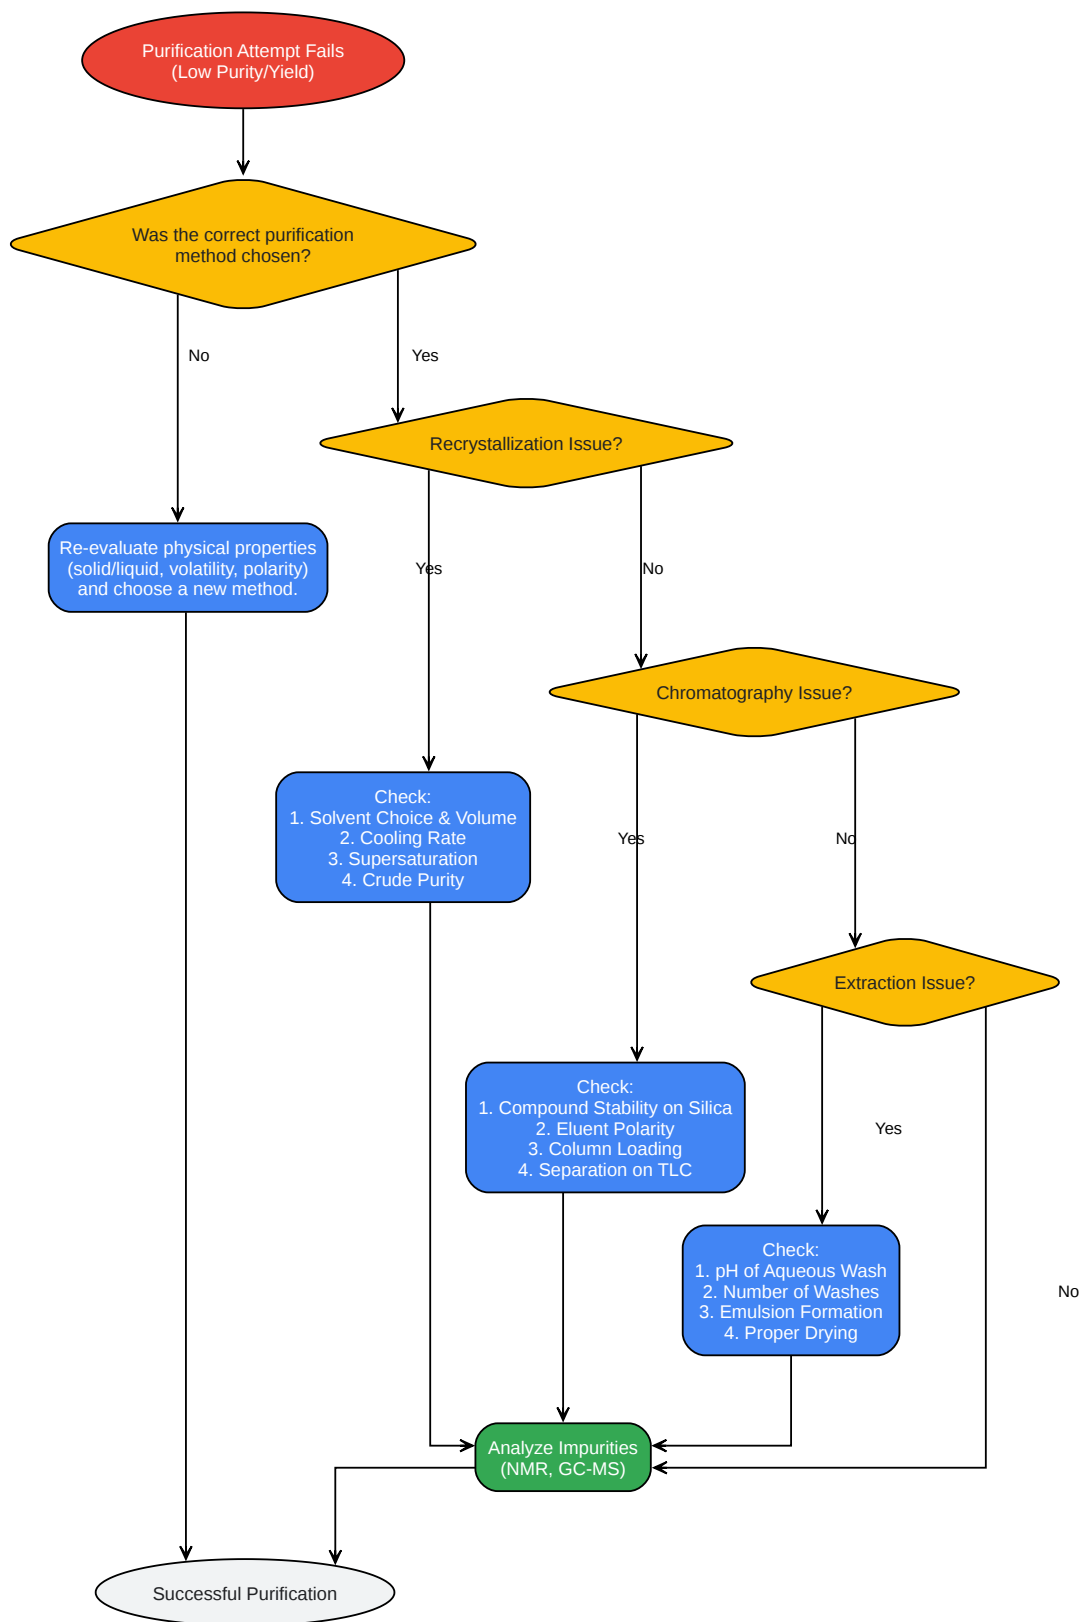 Purification Attempt Fails
(Low Purity/Yield)
Was the correct purification
method chosen?
No
Yes
Recrystallization Issue?
Re-evaluate physical properties
(solid/liquid, volatility, polarity)
and choose a new method.
Yes
No
Chromatography Issue?
Check:
1. Solvent Choice & Volume
2. Cooling Rate
3. Supersaturation
4. Crude Purity
Yes
No
Extraction Issue?
Check:
1. Compound Stability on Silica
2. Eluent Polarity
3. Column Loading
4. Separation on TLC
Yes
Check:
1. pH of Aqueous Wash
2. Number of Washes
3. Emulsion Formation
4. Proper Drying
No
Analyze Impurities
(NMR, GC-MS)
Successful Purification